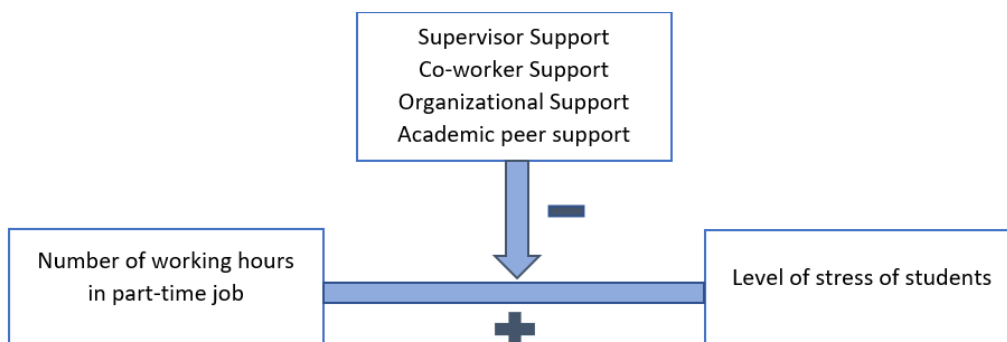 Supervisor Support
Co-worker Support
Organizational Support
Academic peer support
Number of working hours
in part-time job
Level of stress of students